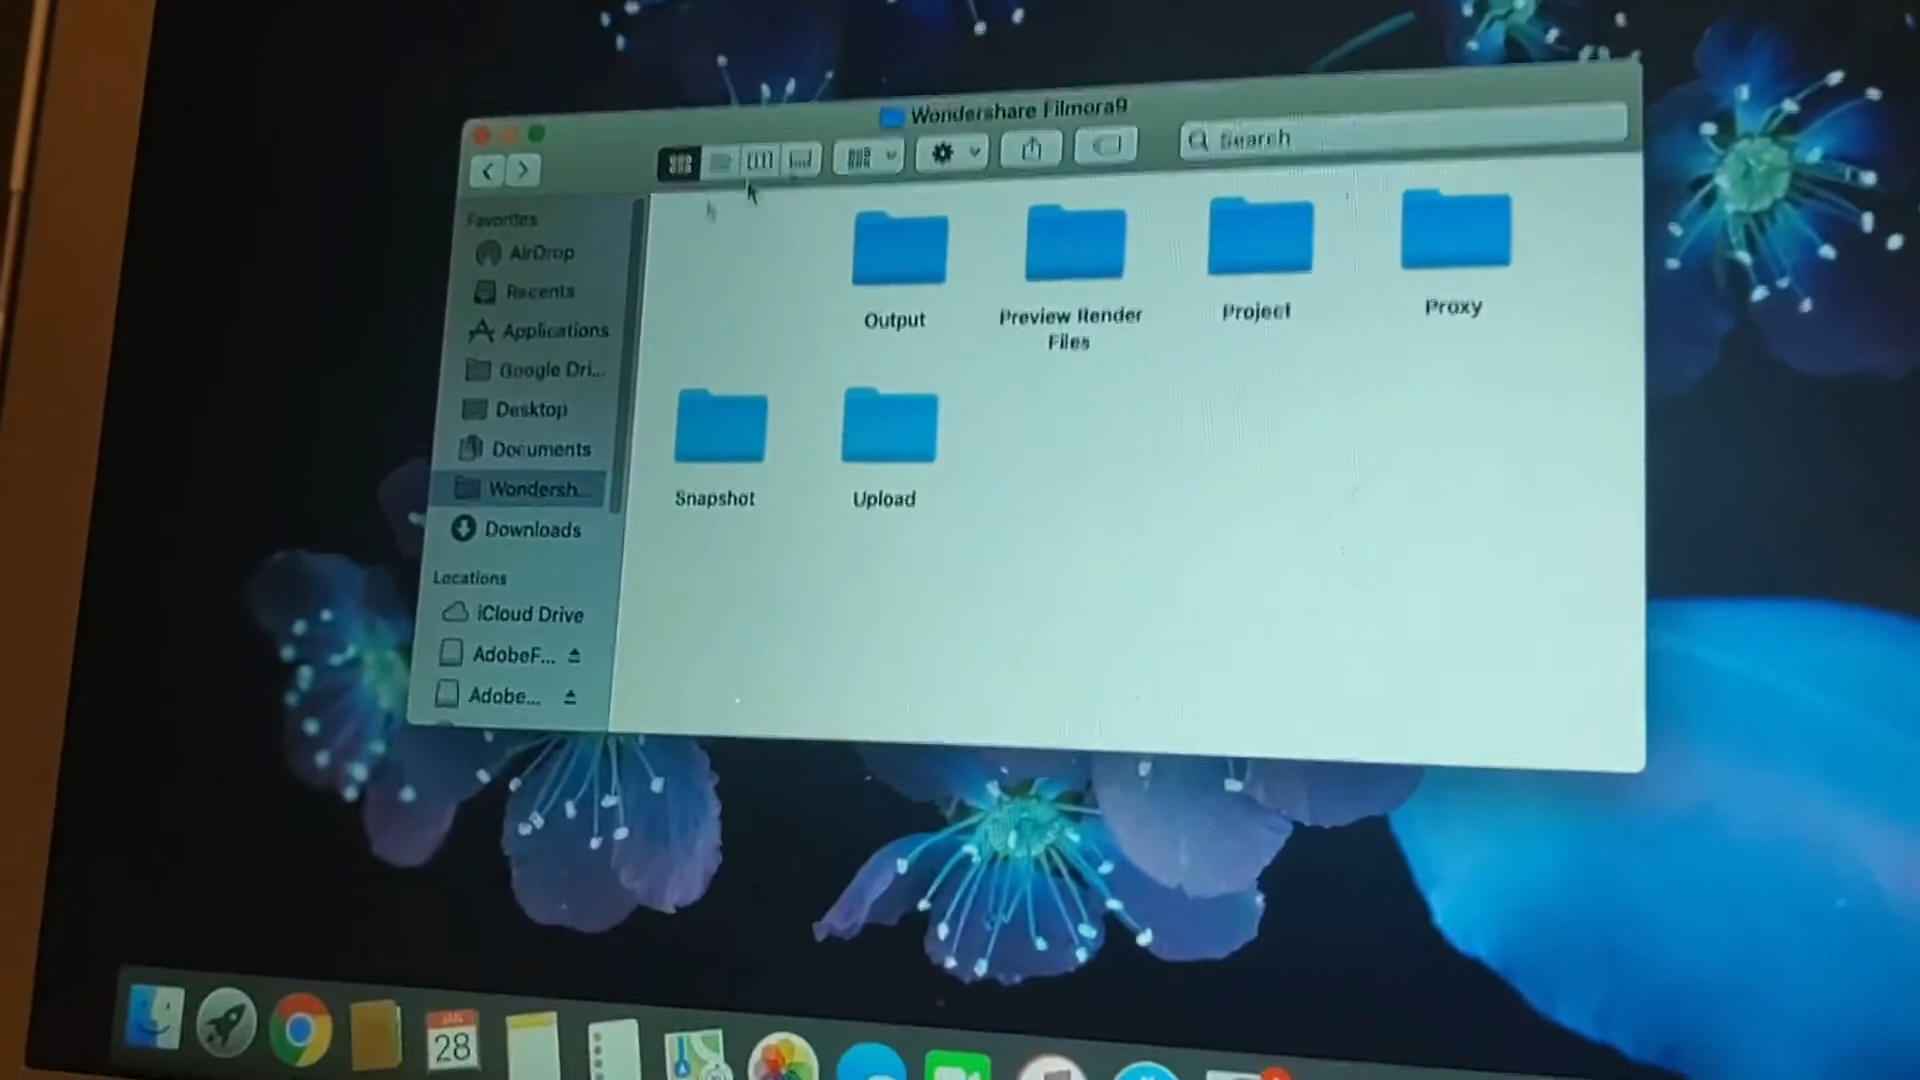 Wondershare Filmora9
Search
Favorites
AirDrop
Recents
Applications
Google Dri...
Desktop
Documents
Wondersh...
Downloads
Locations
iCloud Drive
AdobeF...
Adobe...
Output
Preview Render
Files
Project
Proxy
Snapshot
Upload
JAN
28